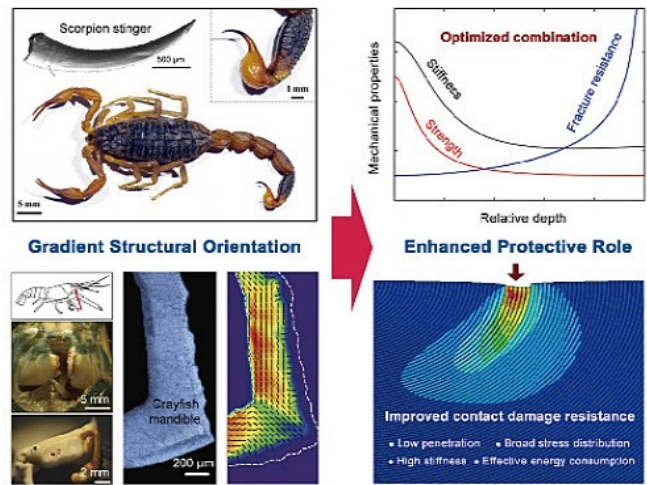 Scorpion stinger
500 µm
1 mm
5 mm
Optimized combination
Mechanical properties
Stiffness
Strength
Fracture resistance
Relative depth
Gradient Structural Orientation
Enhanced Protective Role
5 mm
2 mm
Crayfish
mandible
200 µm
Improved contact damage resistance
• Low penetration • Broad stress distribution
• High stiffness • Effective energy consumption